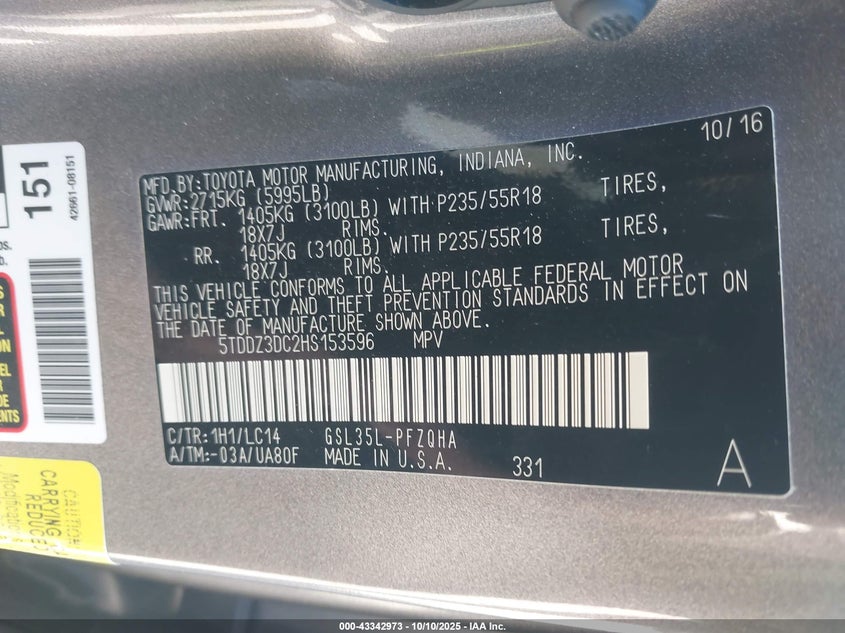 10/16
MFD.BY:TOYOTA MOTOR MANUFACTURING, INDIANA, INC.
GVWR:2715KG (5995LB)
GAWR:FRT. 1405KG (3100LB) WITH P235/55R18 TIRES,
18X7J RIMS.
RR. 1405KG (3100LB) WITH P235/55R18 TIRES,
18X7J RIMS.
THIS VEHICLE CONFORMS TO ALL APPLICABLE FEDERAL MOTOR
VEHICLE SAFETY AND THEFT PREVENTION STANDARDS IN EFFECT ON
THE DATE OF MANUFACTURE SHOWN ABOVE.
5TDDZ3DC2HS153596 MPV
C/TR:1H1/LC14 GSL35L-PFZQHA
A/TM:-03A/UA80F MADE IN U.S.A. 331
A
151
42661-08151
CAUTION
CARRYING
REDUCE
000-43342973 - 10/10/2025 - IAA Inc.